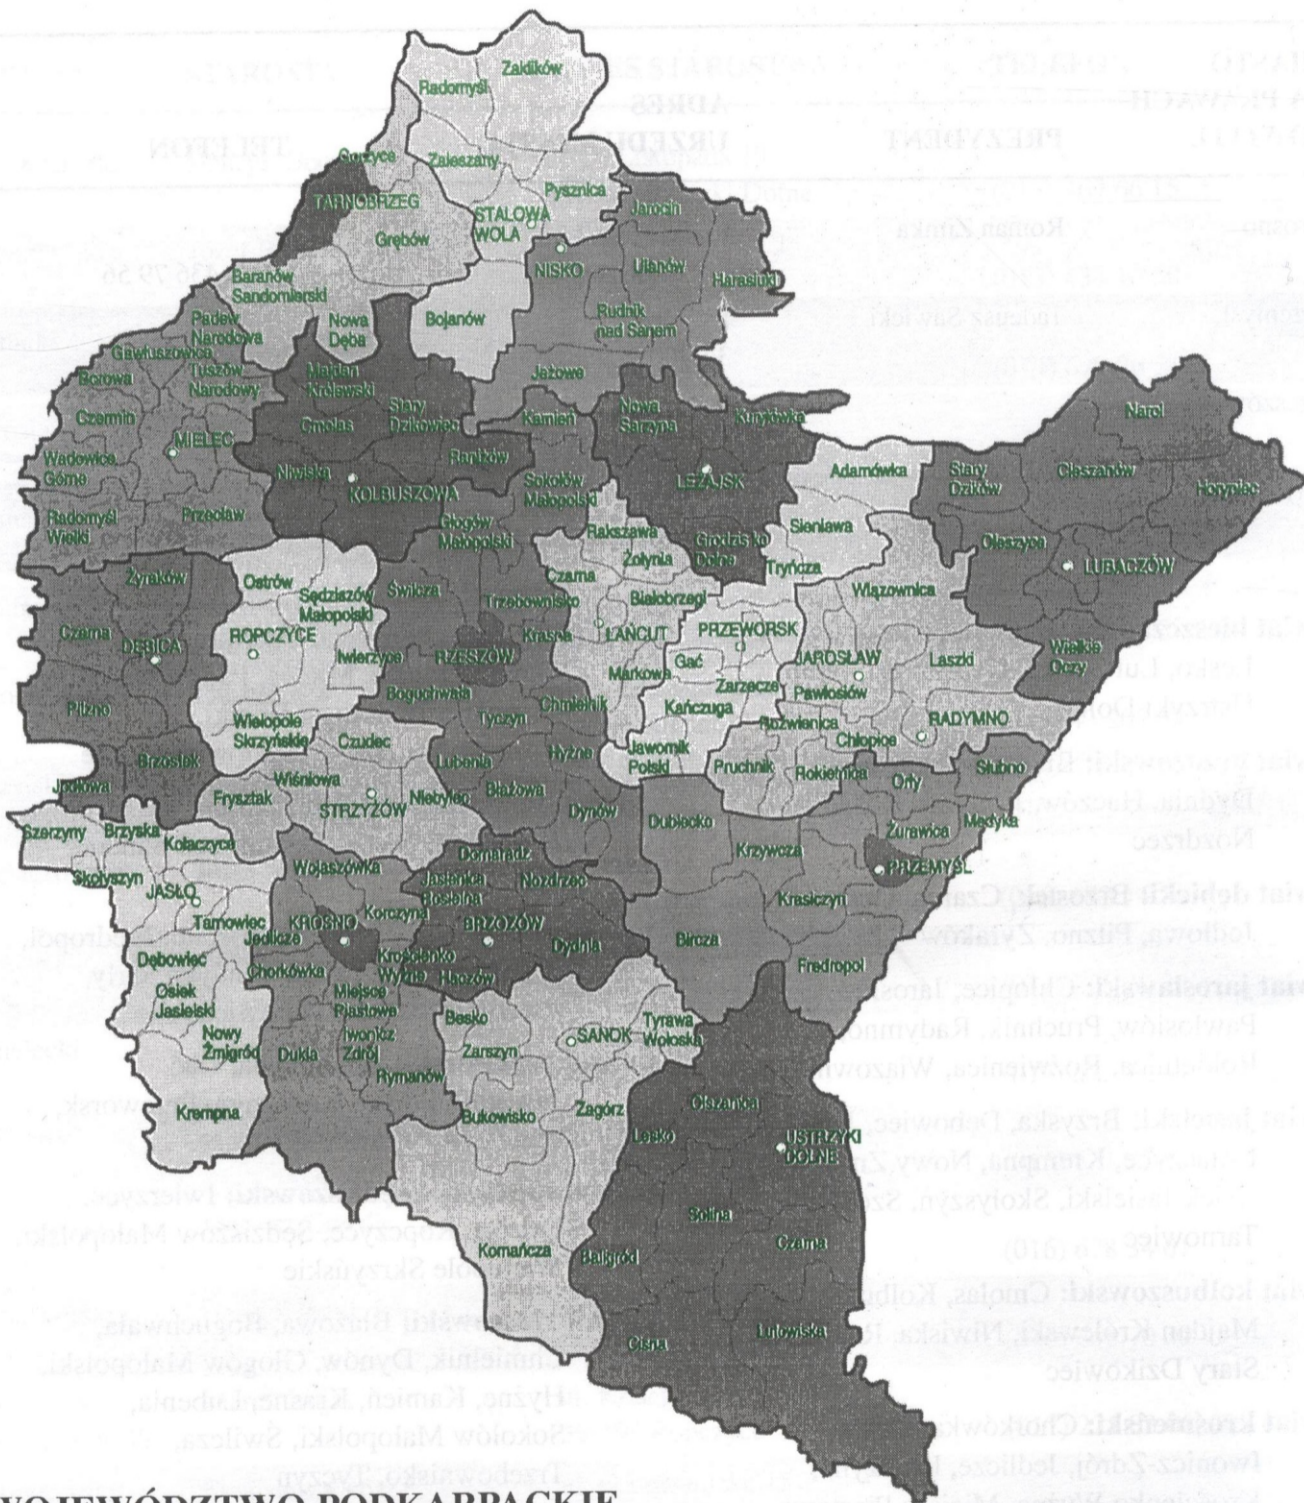 Zaklików
Radomyśl
Gorzyce
Zaleszany
Pysznica
TARNOBRZEG
STALOWA
WOLA
Jarocin
Grębów
NISKO
Ulanów
Harasiuki
Baranów
Sandomierski
Padew
Narodowa
Nowa
Dęba
Bojanów
Rudnik
nad Sanem
Gawłuszowice
Tuszów
Narodowy
Majdan
Królewski
Jeżowe
Borowa
Czermin
MIELEC
Cmolas
Stary
Dzikowiec
Kamień
Nowa
Sarzyna
Kuryłówka
Narol
Wadowice
Górne
Niwiska
Raniżów
KOLBUSZOWA
Sokołów
Małopolski
LEŻAJSK
Adamówka
Stary
Dzików
Cieszanów
Horyniec
Radomyśl
Wielki
Przecław
Głogów
Małopolski
Rakszawa
Grodzisko
Dolne
Sieniawa
Oleszyce
LUBACZÓW
Żyraków
Ostrów
Sędziszów
Małopolski
Świlcza
Trzebownisko
Czarna
Żołynia
Białobrzegi
Tryńcza
Wiązownica
Czarna
DĘBICA
ROPCZYCE
Iwierzyce
RZESZÓW
Krasne
ŁAŃCUT
PRZEWORSK
JAROSŁAW
Laszki
Wielkie
Oczy
Pilzno
Boguchwała
Markowa
Gać
Zarzecze
Pawłosiów
Wielopole
Skrzyńskie
Czudec
Tyczyn
Chmielnik
Kańczuga
Roźwienica
Chłopice
RADYMNO
Brzostek
Jodłowa
Wiśniowa
Lubenia
Hyżne
Jawornik
Polski
Pruchnik
Rokietnica
Orły
Stubno
Frysztak
STRZYŻÓW
Niebylec
Błażowa
Dynów
Dubiecko
Krzywcza
Żurawica
Medyka
Szerzyny
Brzyska
Kołaczyce
Wojaszówka
Domaradz
PRZEMYŚL
Skołyszyn
JASŁO
Jasienica
Rosielna
Nozdrzec
Krasiczyn
Tarnowiec
KROSNO
Korczyna
BRZOZÓW
Dydnia
Bircza
Fredropol
Dębowiec
Jedlicze
Chorkówka
Krościenko
Wyżne
Haczów
Osiek
Jasielski
Miejsce
Piastowe
Besko
Tyrawa
Wołoska
Nowy
Żmigród
Dukla
Iwonicz
Zdrój
Rymanów
Zarszyn
SANOK
Krempna
Bukowisko
Zagórz
Olszanica
Lesko
USTRZYKI
DOLNE
Solina
Komańcza
Baligród
Czarna
Cisna
Lutowiska
WOJEWÓDZTWO PODKARPACKIE